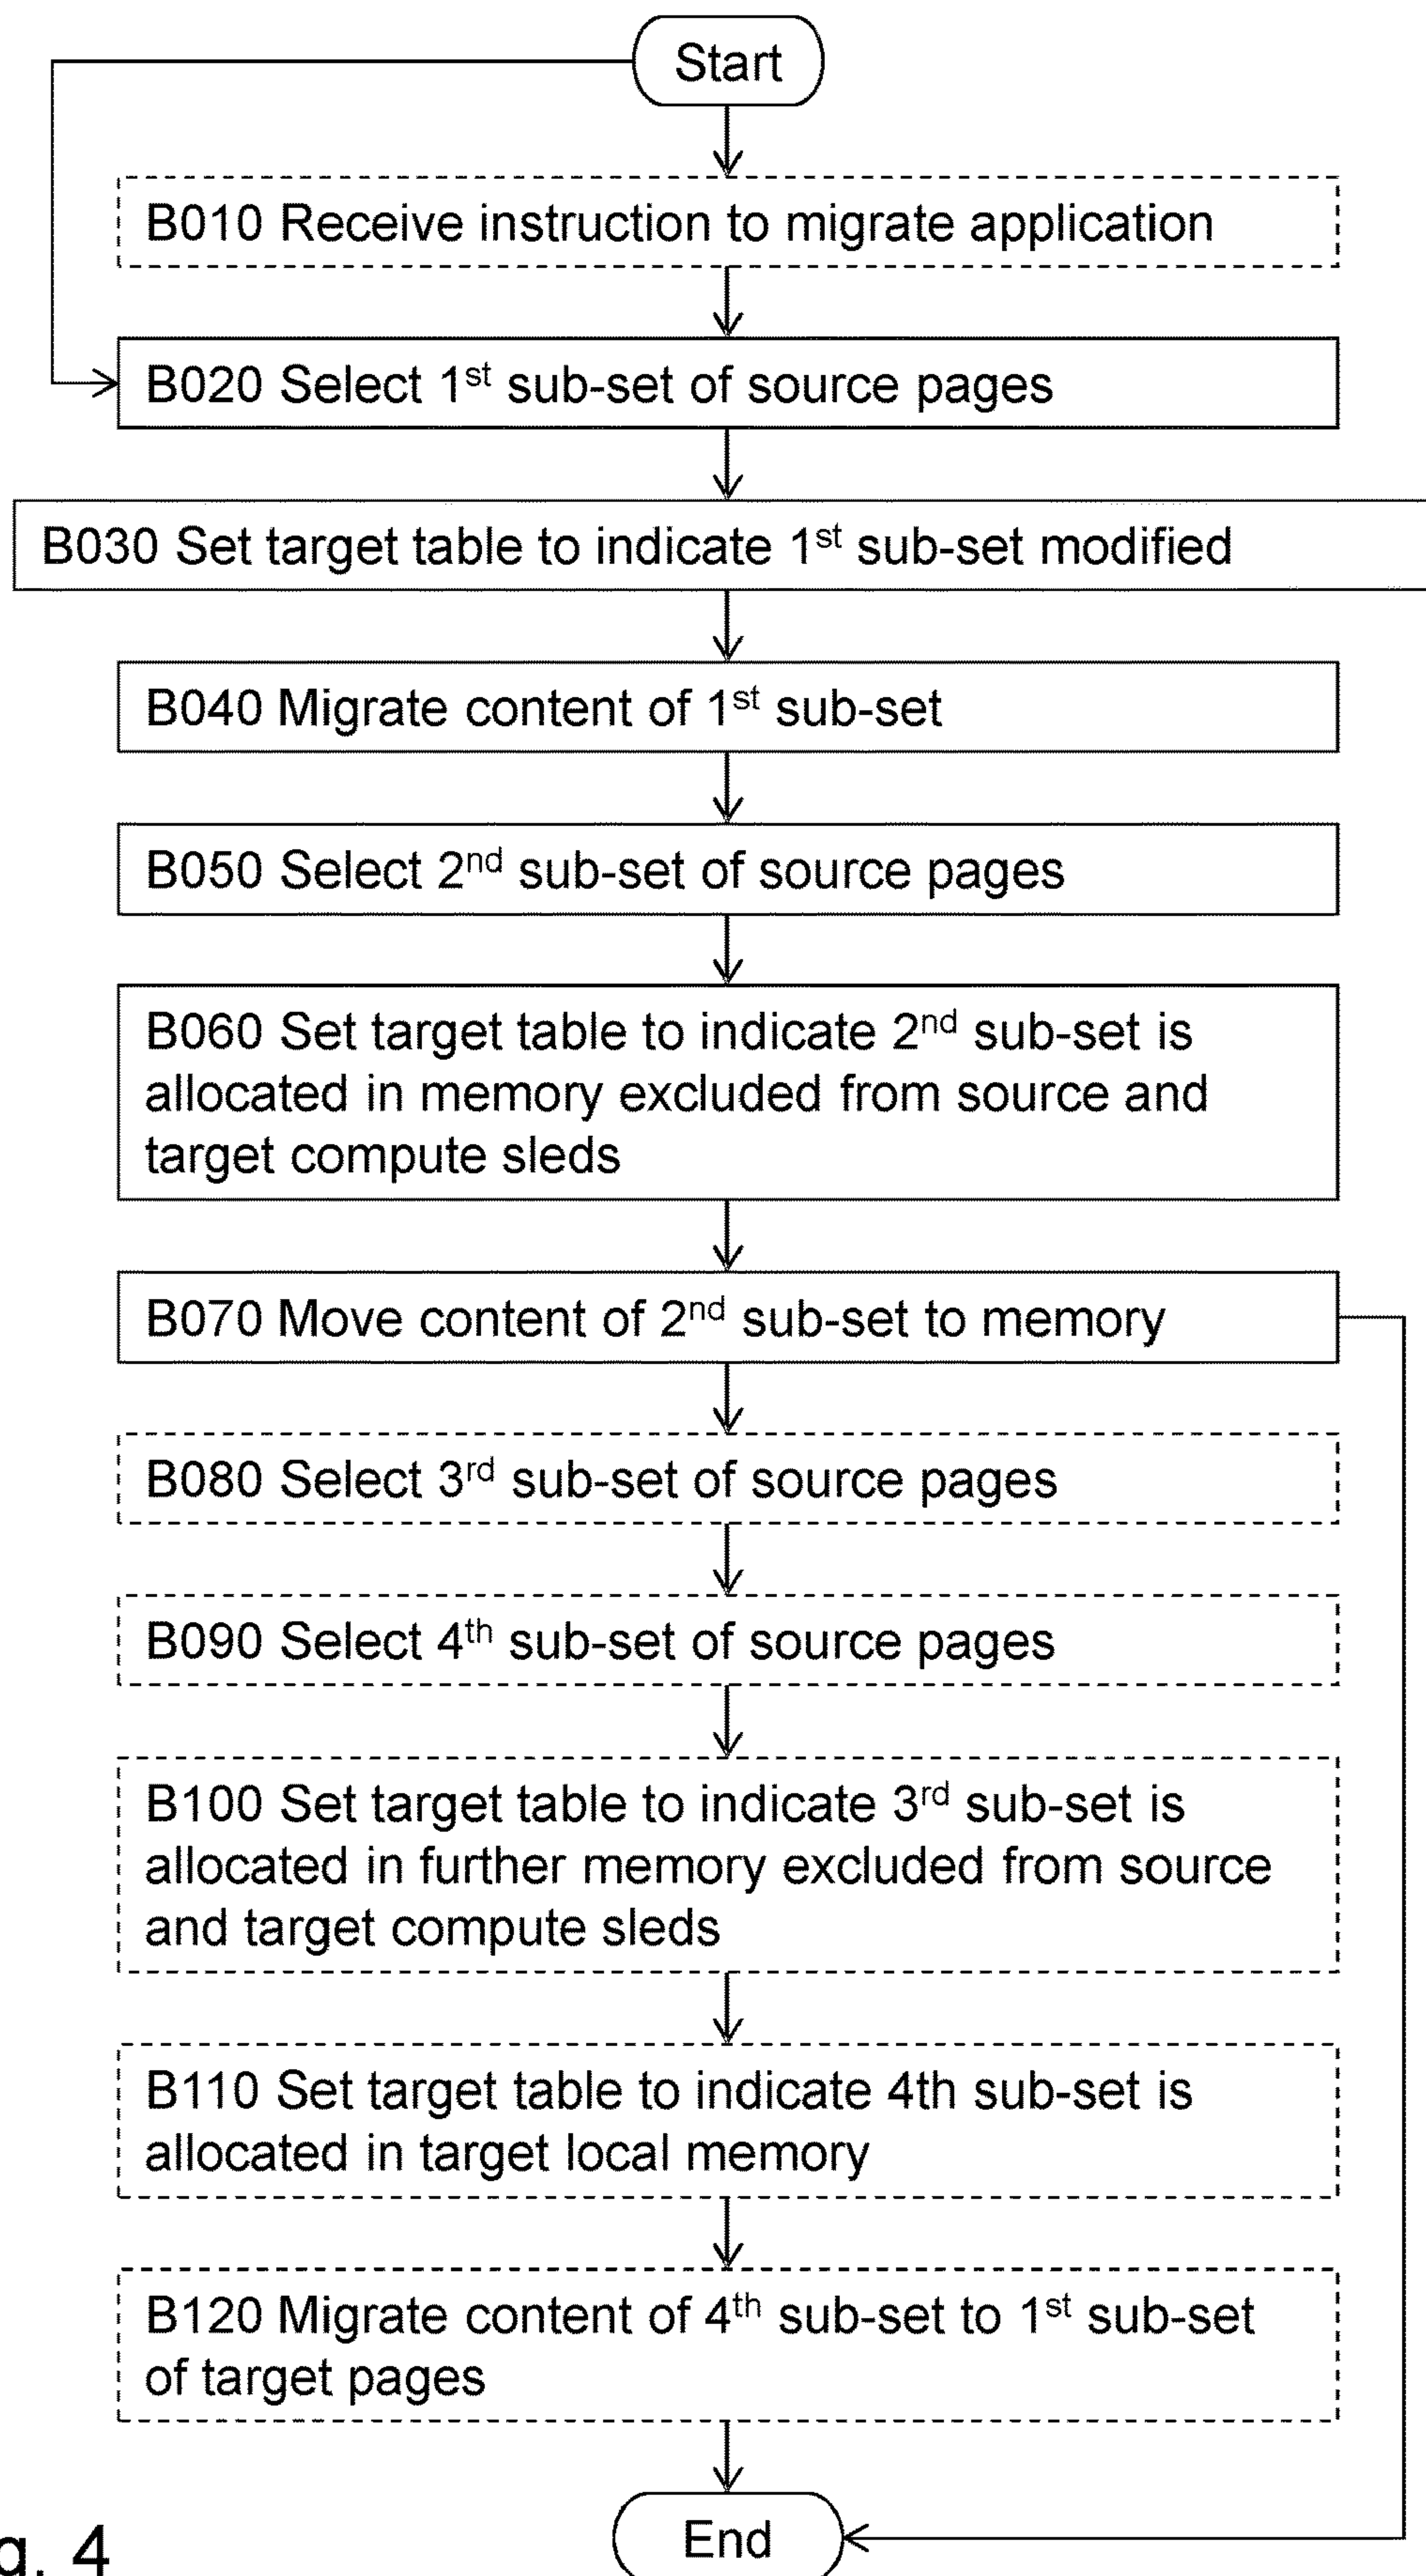 Start
B010 Receive instruction to migrate application
B020 Select 1st sub-set of source pages
B030 Set target table to indicate 1st sub-set modified
B040 Migrate content of 1st sub-set
B050 Select 2nd sub-set of source pages
B060 Set target table to indicate 2nd sub-set is
allocated in memory excluded from source and
target compute sleds
B070 Move content of 2nd sub-set to memory
B080 Select 3rd sub-set of source pages
B090 Select 4th sub-set of source pages
B100 Set target table to indicate 3rd sub-set is
allocated in further memory excluded from source
and target compute sleds
B110 Set target table to indicate 4th sub-set is
allocated in target local memory
B120 Migrate content of 4th sub-set to 1st sub-set
of target pages
End
g. 4